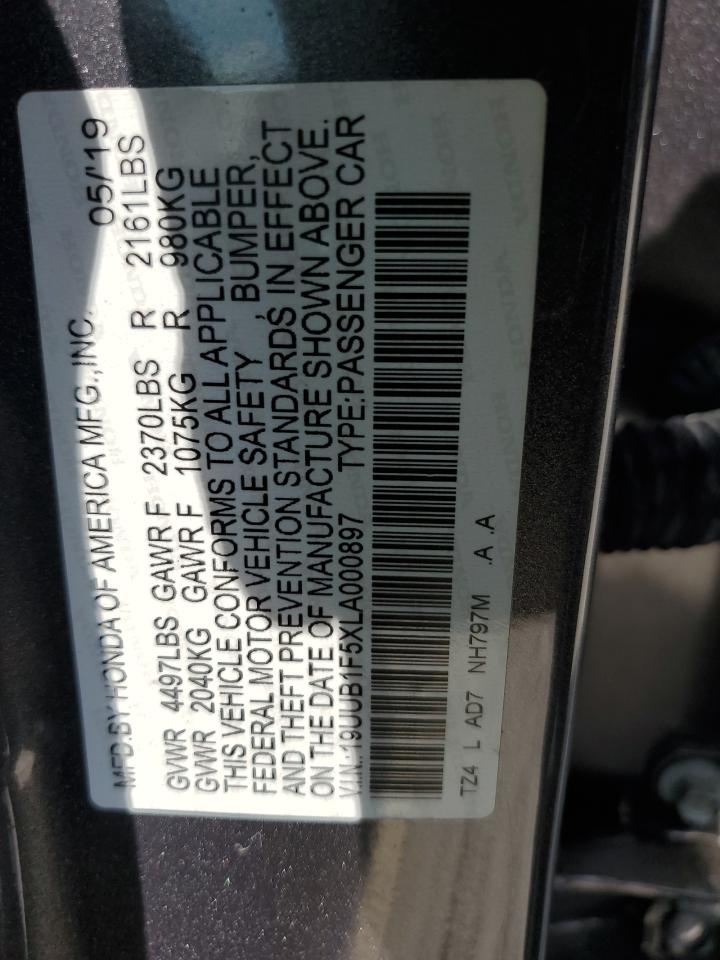 MFD.BY HONDA OF AMERICA MFG.,INC. 05/'19
GVWR 4497LBS GAWR F 2370LBS R 2161LBS
GVWR 2040KG GAWR F 1075KG R 980KG
THIS VEHICLE CONFORMS TO ALL APPLICABLE
FEDERAL MOTOR VEHICLE SAFETY, BUMPER,
AND THEFT PREVENTION STANDARDS IN EFFECT
ON THE DATE OF MANUFACTURE SHOWN ABOVE.
V.I.N.:19UUB1F5XLA000897 TYPE:PASSENGER CAR
TZ4 L AD7 NH797M .A .A